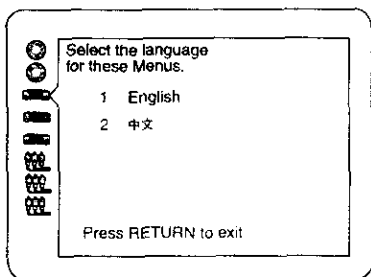 Select the language
for these Menus.
1 English
2 中文
Press RETURN to exit